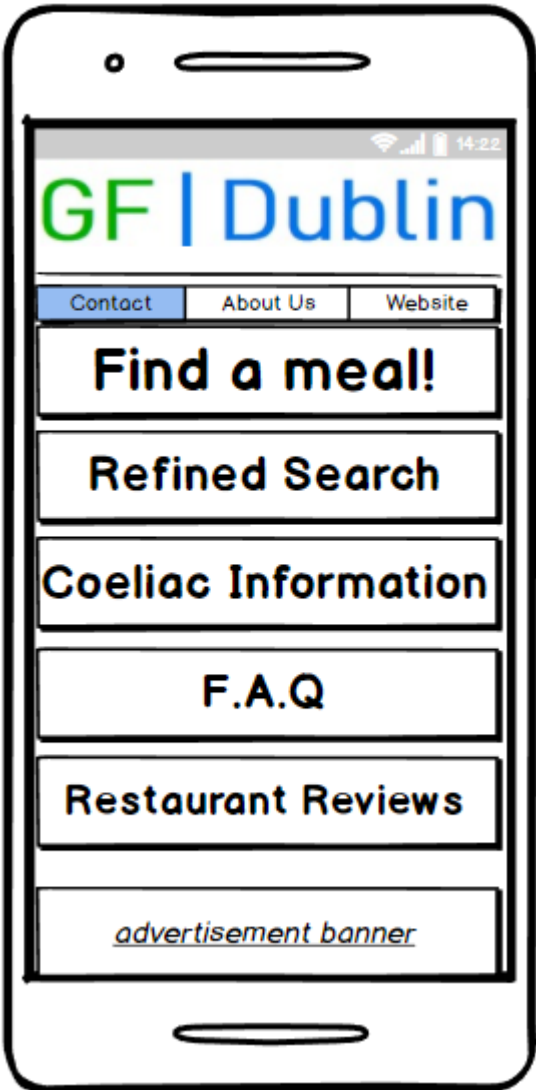 14:22
GF | Dublin
Contact About Us Website
Find a meal!
Refined Search
Coeliac Information
F.A.Q
Restaurant Reviews
advertisement banner